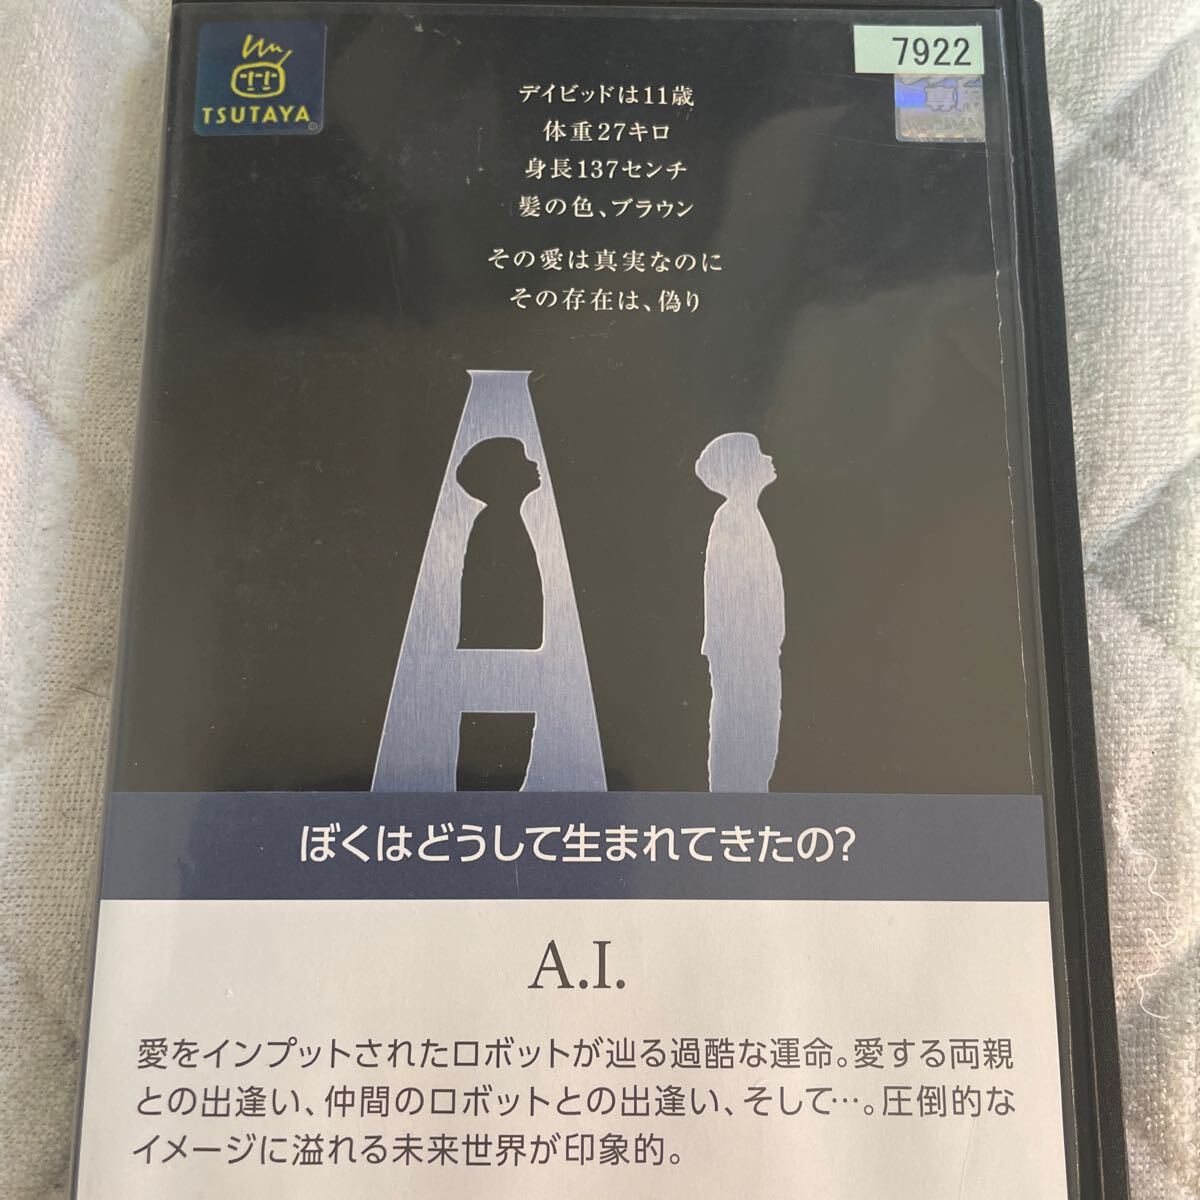 TSUTAYA
7922
デイビッドは11歳
体重27キロ
身長137センチ
髪の色、ブラウン
その愛は真実なのに
その存在は、偽り
A I
ぼくはどうして生まれてきたの?
A.I.
愛をインプットされたロボットが辿る過酷な運命。愛する両親
との出逢い、仲間のロボットとの出逢い、そして…。圧倒的な
イメージに溢れる未来世界が印象的。